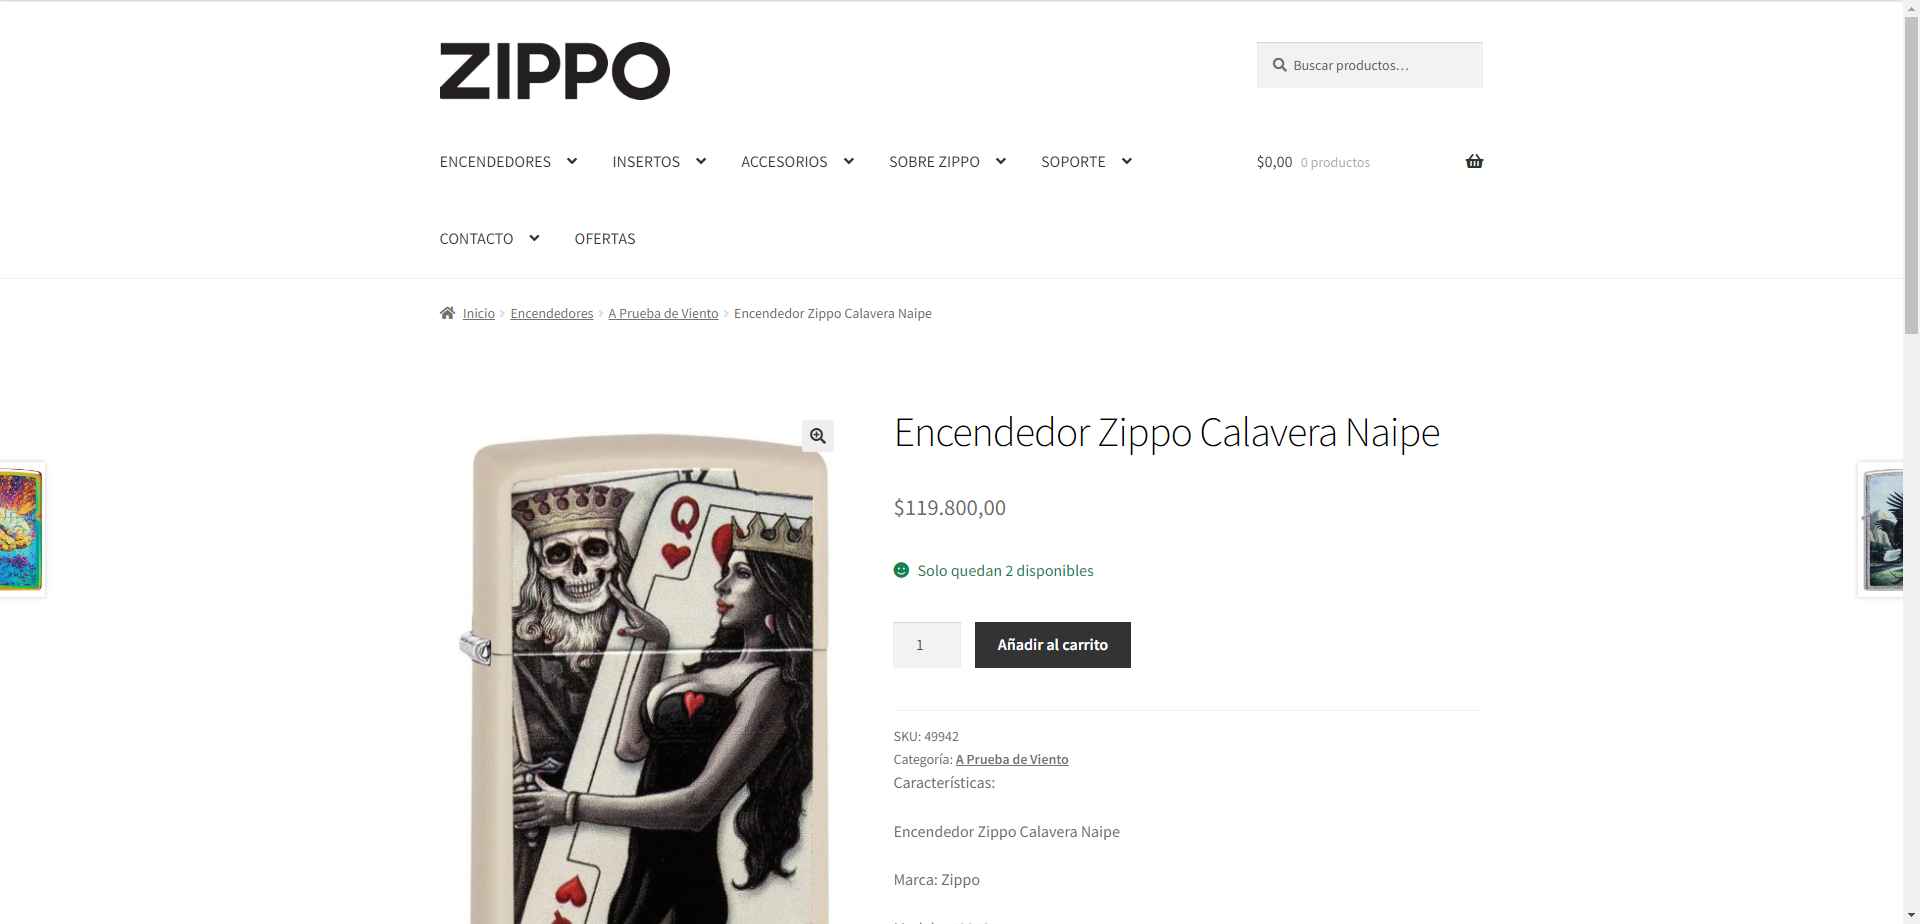 ZIPPO
Buscar productos…
ENCENDEDORES
INSERTOS
ACCESORIOS
SOBRE ZIPPO
SOPORTE
$0,00 0 productos
CONTACTO
OFERTAS
Inicio > Encendedores > A Prueba de Viento > Encendedor Zippo Calavera Naipe
Encendedor Zippo Calavera Naipe
$119.800,00
Solo quedan 2 disponibles
1
Añadir al carrito
SKU: 49942
Categoría: A Prueba de Viento
Características:
Encendedor Zippo Calavera Naipe
Marca: Zippo
Q